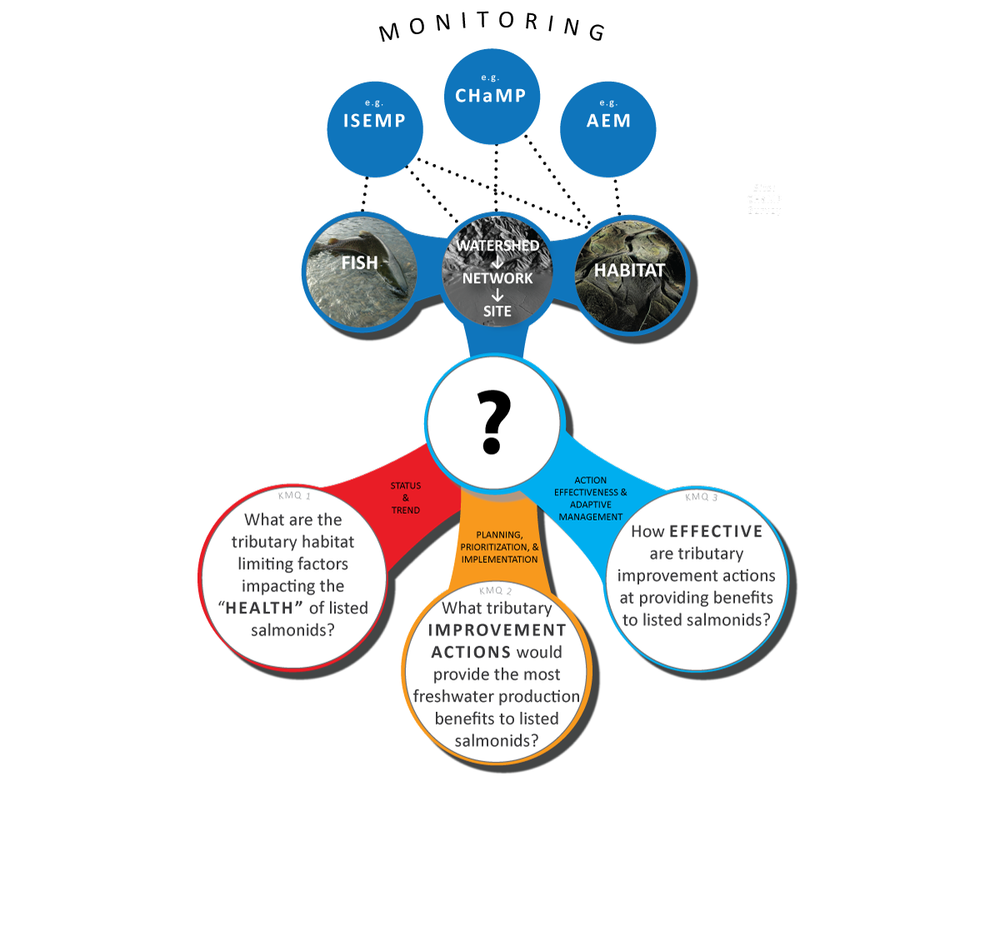 MONITORING
e.g.
ISEMP
e.g.
CHaMP
e.g.
AEM
FISH
WATERSHED
↓
NETWORK
↓
SITE
HABITAT
?
STATUS
&
TREND
PLANNING,
PRIORITIZATION, &
IMPLEMENTATION
ACTION
EFFECTIVENESS &
ADAPTIVE
MANAGEMENT
KMQ 1
What are the
tributary habitat
limiting factors
impacting the
“HEALTH” of listed
salmonids?
KMQ 2
What tributary
IMPROVEMENT
ACTIONS would
provide the most
freshwater production
benefits to listed
salmonids?
KMQ 3
How EFFECTIVE
are tributary
improvement actions
at providing benefits
to listed salmonids?